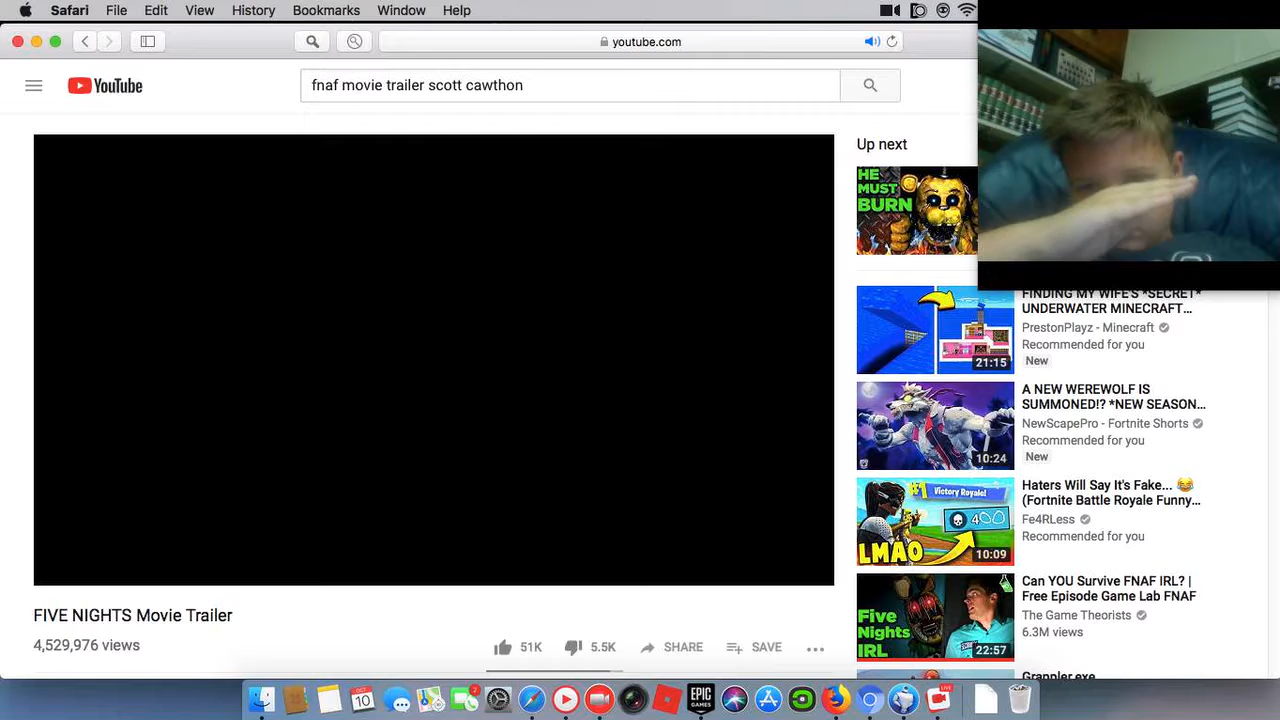 Safari File Edit View History Bookmarks Window Help
youtube.com
YouTube
fnaf movie trailer scott cawthon
Up next
HE
MUST
BURN
FINDING MY WIFE'S *SECRET*
UNDERWATER MINECRAFT...
PrestonPlayz - Minecraft
Recommended for you
New
21:15
A NEW WEREWOLF IS
SUMMONED!? *NEW SEASON...
NewScapePro - Fortnite Shorts
Recommended for you
New
10:24
#1 Victory Royale!
400
LMAO
10:09
Haters Will Say It's Fake... 😂
(Fortnite Battle Royale Funny...
Fe4RLess
Recommended for you
Five
Nights
IRL
22:57
Can YOU Survive FNAF IRL? |
Free Episode Game Lab FNAF
The Game Theorists
6.3M views
Grappler.exe
FIVE NIGHTS Movie Trailer
4,529,976 views
51K 5.5K SHARE SAVE
OCT
10
EPIC
GAMES
LIVE